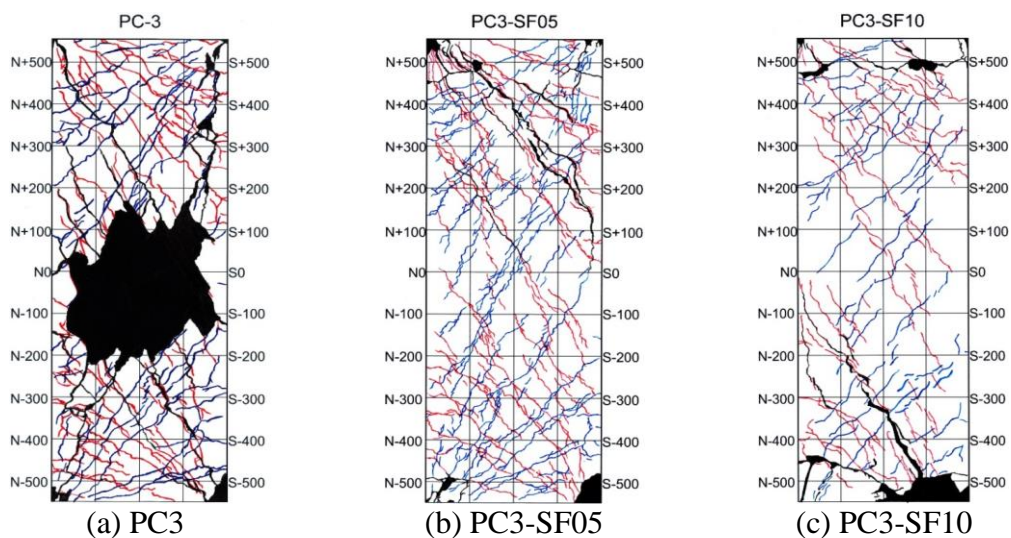 PC-3
PC3-SF05
PC3-SF10
N+500 S+500
N+400 S+400
N+300 S+300
N+200 S+200
N+100 S+100
N0 S0
N-100 S-100
N-200 S-200
N-300 S-300
N-400 S-400
N-500 S-500
N+500 S+500
N+400 S+400
N+300 S+300
N+200 S+200
N+100 S+100
N0 S0
N-100 S-100
N-200 S-200
N-300 S-300
N-400 S-400
N-500 S-500
N+500 S+500
N+400 S+400
N+300 S+300
N+200 S+200
N+100 S+100
N0 S0
N-100 S-100
N-200 S-200
N-300 S-300
N-400 S-400
N-500 S-500
(a) PC3
(b) PC3-SF05
(c) PC3-SF10